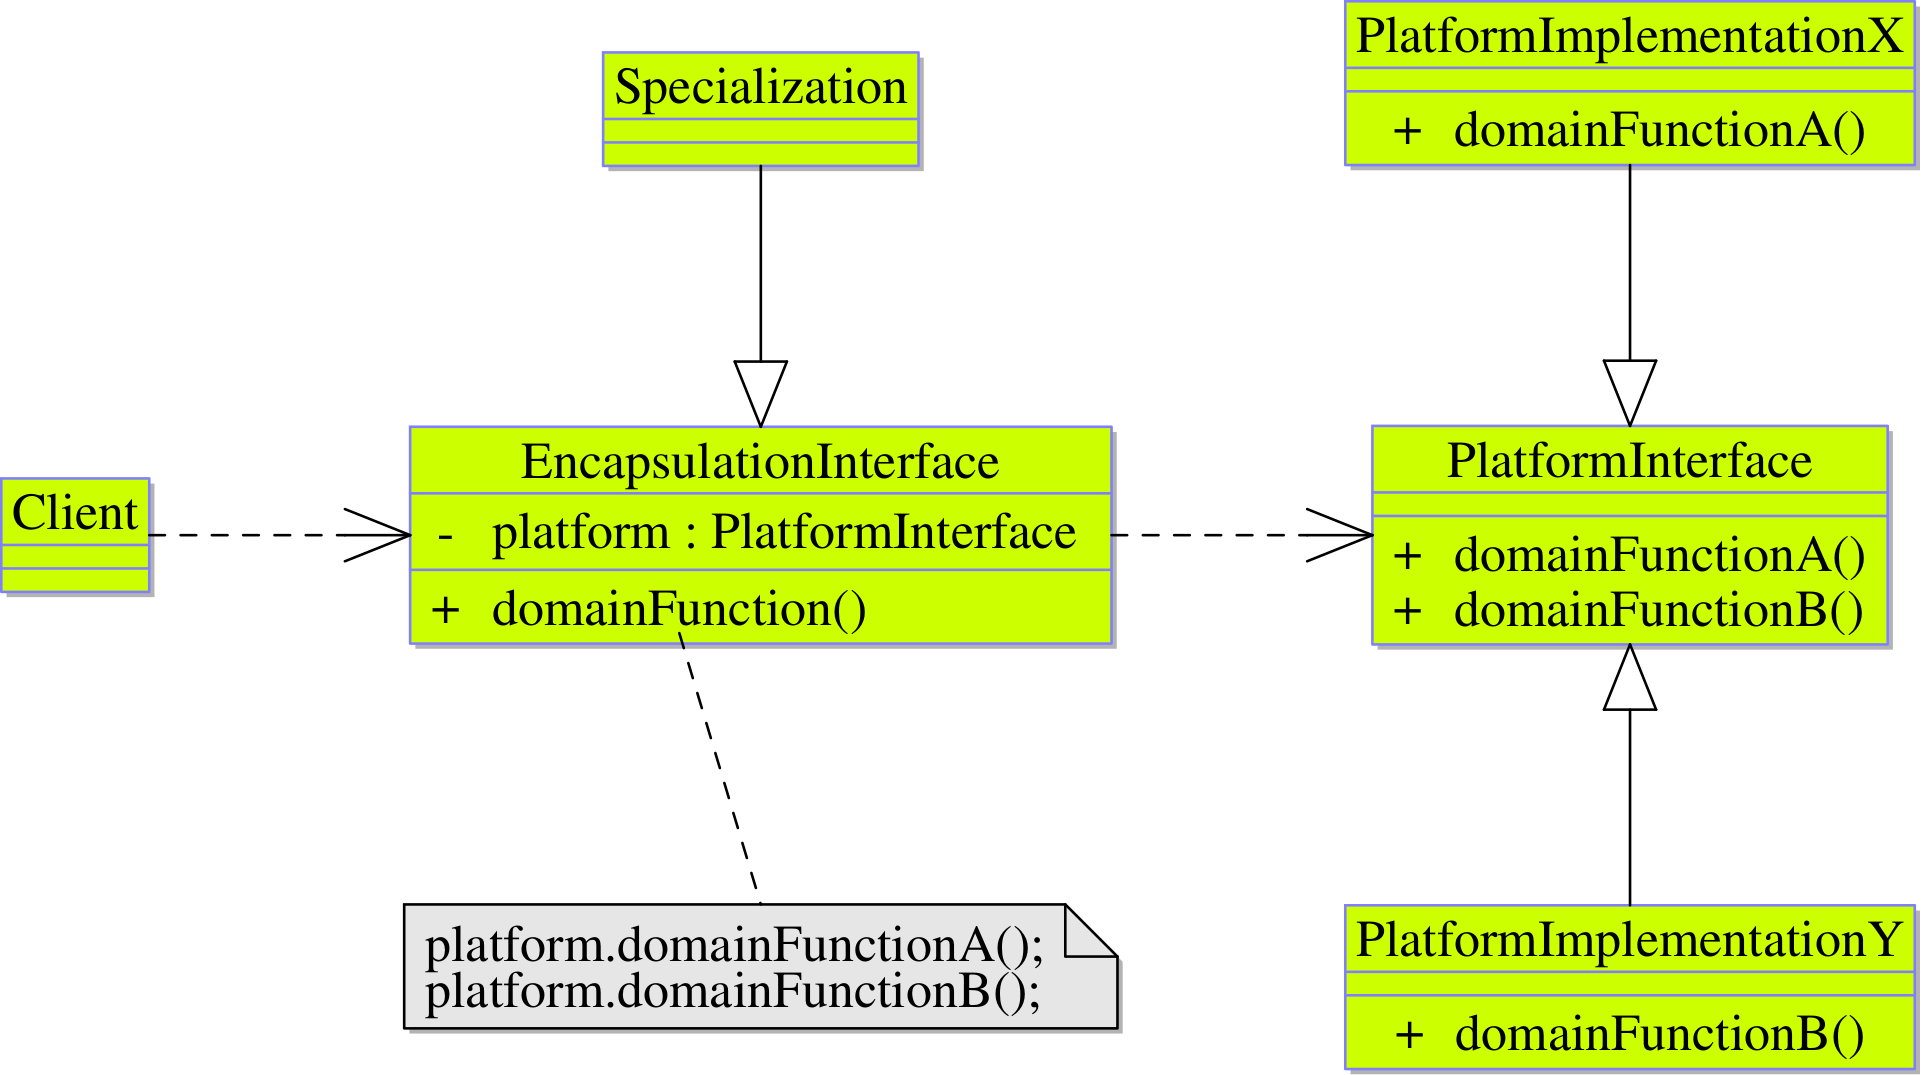 PlatformImplementationX
+ domainFunctionA()
Specialization
EncapsulationInterface
- platform : PlatformInterface
+ domainFunction()
PlatformInterface
+ domainFunctionA()
+ domainFunctionB()
Client
platform.domainFunctionA();
platform.domainFunctionB();
PlatformImplementationY
+ domainFunctionB()